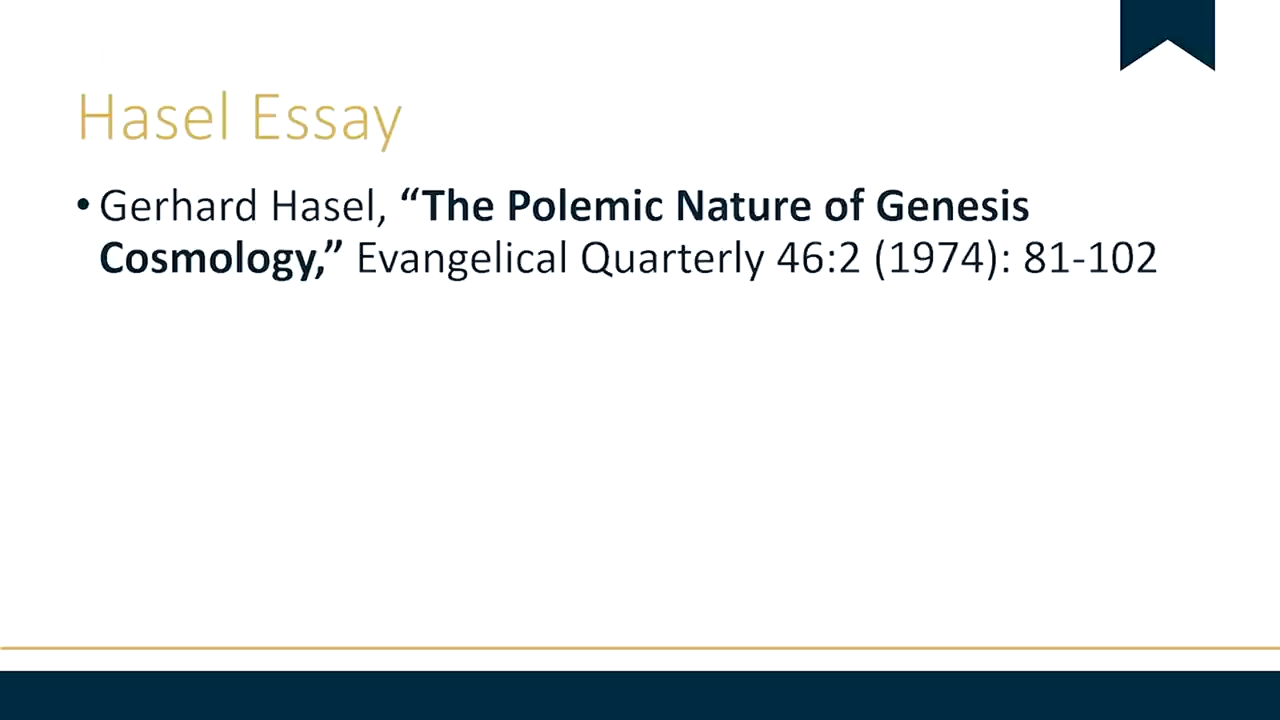 Hasel Essay
• Gerhard Hasel, “The Polemic Nature of Genesis
Cosmology,” Evangelical Quarterly 46:2 (1974): 81-102